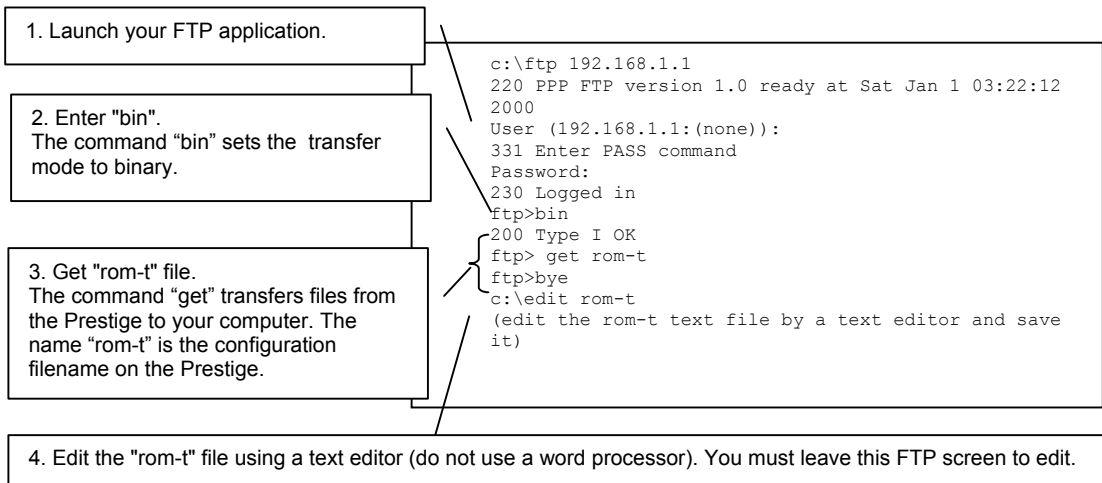 1. Launch your FTP application.
2. Enter "bin".
The command “bin” sets the transfer
mode to binary.
3. Get "rom-t" file.
The command “get” transfers files from
the Prestige to your computer. The
name “rom-t” is the configuration
filename on the Prestige.
c:\ftp 192.168.1.1
220 PPP FTP version 1.0 ready at Sat Jan 1 03:22:12
2000
User (192.168.1.1:(none)):
331 Enter PASS command
Password:
230 Logged in
ftp>bin
200 Type I OK
ftp> get rom-t
ftp>bye
c:\edit rom-t
(edit the rom-t text file by a text editor and save
it)
4. Edit the "rom-t" file using a text editor (do not use a word processor). You must leave this FTP screen to edit.